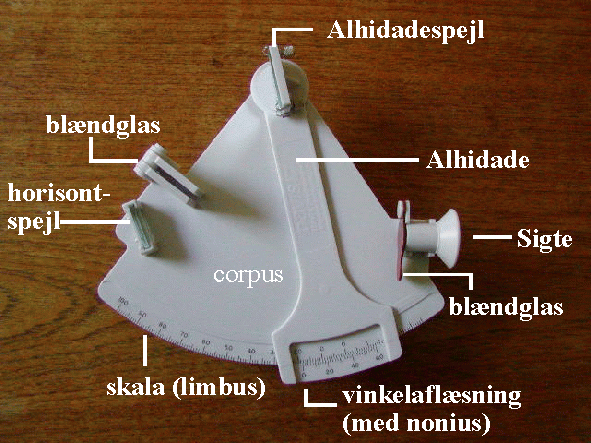 Alhidadespejl
blændglas
Alhidade
horisont-
spejl
Sigte
corpus
blændglas
skala (limbus)
vinkelaflæsning
(med nonius)